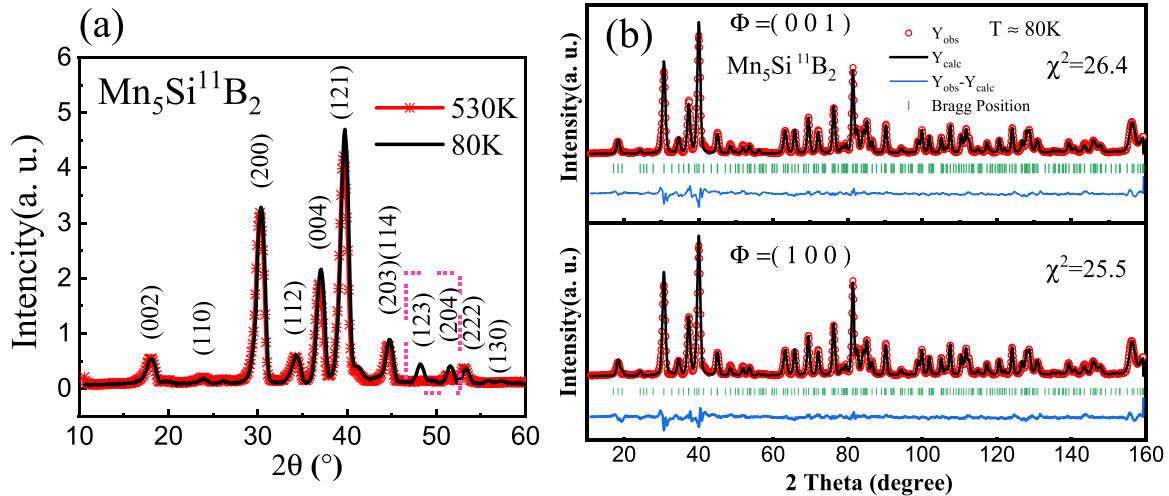 (a)
Mn5Si11B2
530K
80K
(002)
(110)
(200)
(112)
(004)
(121)
(203)(114)
(123)
(204)
(222)
(130)
Intencity(a. u.)
0
1
2
3
4
5
6
10 20 30 40 50 60
2θ (°)
(b)
Φ=(0 0 1)
Mn5Si 11B2
Yobs
Ycalc
Yobs-Ycalc
Bragg Position
T ≈ 80K
χ2=26.4
Intensity(a. u.)
Φ=(1 0 0)
χ2=25.5
Intensity(a. u.)
20 40 60 80 100 120 140 160
2 Theta (degree)